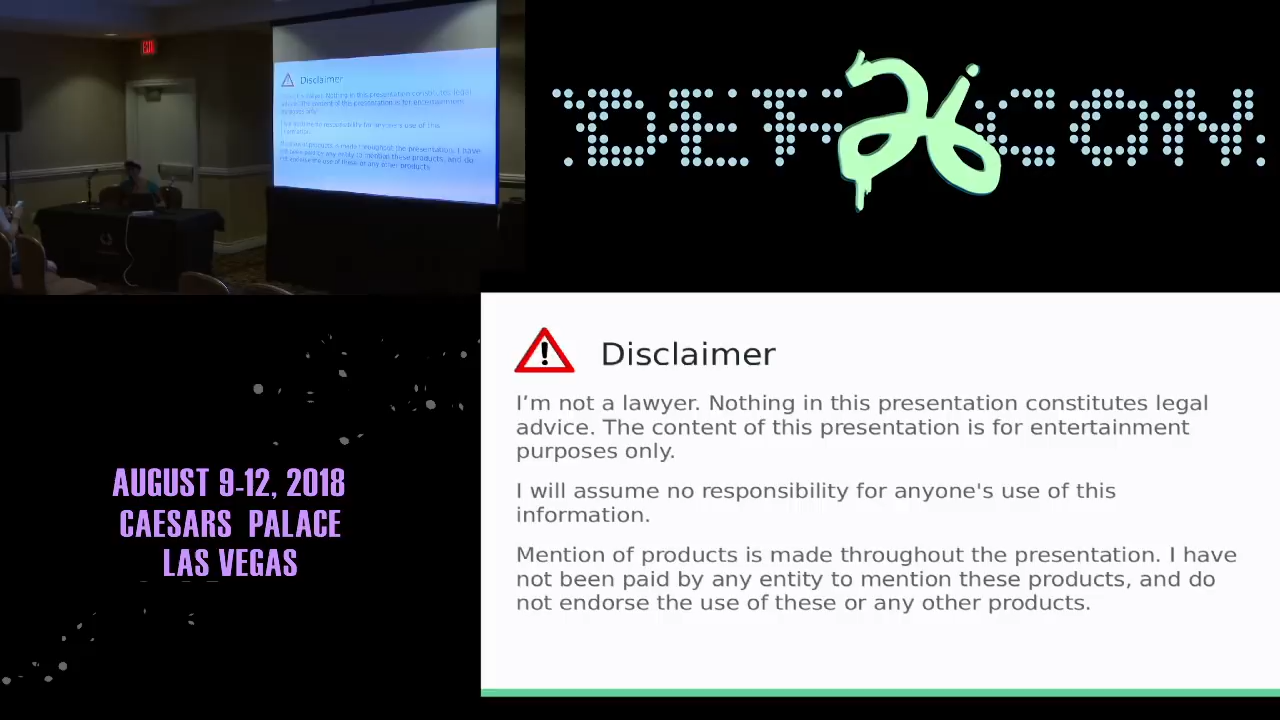 EXIT
Disclaimer
DEF 26 CON
Disclaimer
I’m not a lawyer. Nothing in this presentation constitutes legal
advice. The content of this presentation is for entertainment
purposes only.
I will assume no responsibility for anyone's use of this
information.
Mention of products is made throughout the presentation. I have
not been paid by any entity to mention these products, and do
not endorse the use of these or any other products.
AUGUST 9-12, 2018
CAESARS PALACE
LAS VEGAS